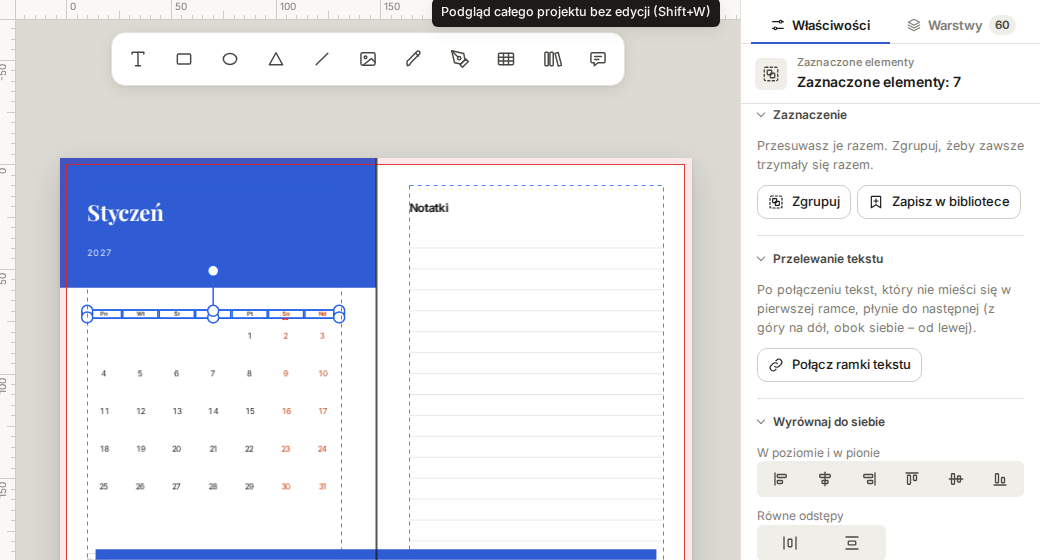 Podgląd całego projektu bez edycji (Shift+W)
0 50 100 150
-50
0
50
100
150
Właściwości
Warstwy 60
Zaznaczone elementy
Zaznaczone elementy: 7
Zaznaczenie
Przesuwasz je razem. Zgrupuj, żeby zawsze
trzymały się razem.
Zgrupuj
Zapisz w bibliotece
Przelewanie tekstu
Po połączeniu tekst, który nie mieści się w
pierwszej ramce, płynie do następnej (z
góry na dół, obok siebie – od lewej).
Połącz ramki tekstu
Wyrównaj do siebie
W poziomie i w pionie
Równe odstępy
Styczeń
2027
Pn Wt Śr Pt So Nd
1 2 3
4 5 6 7 8 9 10
11 12 13 14 15 16 17
18 19 20 21 22 23 24
25 26 27 28 29 30 31
Notatki